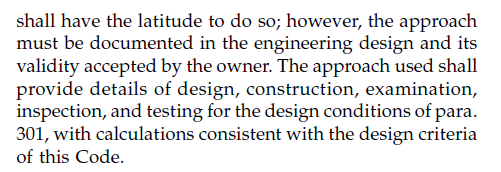 shall have the latitude to do so; however, the approach
must be documented in the engineering design and its
validity accepted by the owner. The approach used shall
provide details of design, construction, examination,
inspection, and testing for the design conditions of para.
301, with calculations consistent with the design criteria
of this Code.